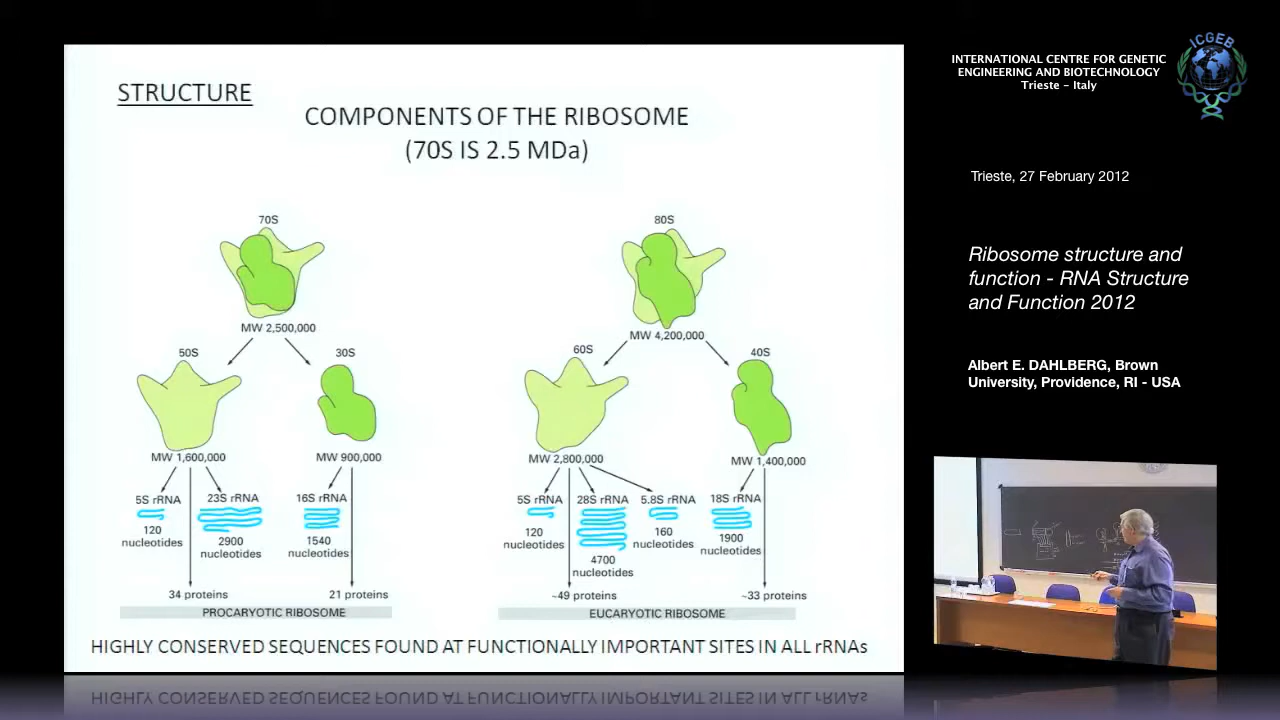 STRUCTURE
COMPONENTS OF THE RIBOSOME
(70S IS 2.5 MDa)
70S
MW 2,500,000
50S
30S
MW 1,600,000
MW 900,000
5S rRNA
23S rRNA
16S rRNA
120
nucleotides
2900
nucleotides
1540
nucleotides
34 proteins
21 proteins
PROCARYOTIC RIBOSOME
80S
MW 4,200,000
60S
40S
MW 2,800,000
MW 1,400,000
5S rRNA
28S rRNA
5.8S rRNA
18S rRNA
120
nucleotides
4700
nucleotides
160
nucleotides
1900
nucleotides
~49 proteins
~33 proteins
EUCARYOTIC RIBOSOME
HIGHLY CONSERVED SEQUENCES FOUND AT FUNCTIONALLY IMPORTANT SITES IN ALL rRNAs
INTERNATIONAL CENTRE FOR GENETIC
ENGINEERING AND BIOTECHNOLOGY
Trieste - Italy
ICGEB
Trieste, 27 February 2012
Ribosome structure and
function - RNA Structure
and Function 2012
Albert E. DAHLBERG, Brown
University, Providence, RI - USA